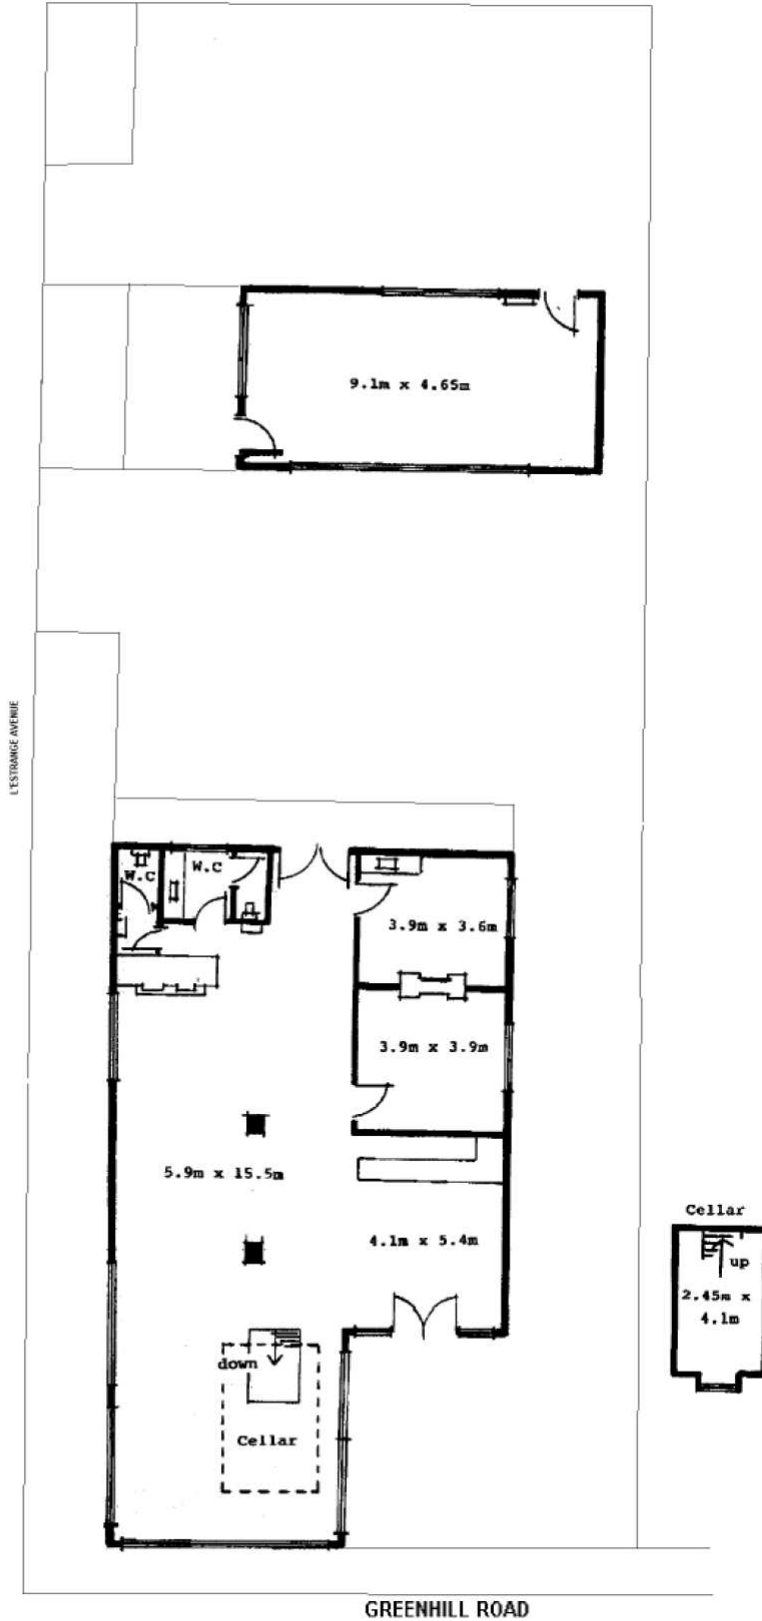 9.1m x 4.65m
L'ESTRANGE AVENUE
W.C
W.C
3.9m x 3.6m
3.9m x 3.9m
5.9m x 15.5m
4.1m x 5.4m
Cellar
up
2.45m x
4.1m
down
Cellar
GREENHILL ROAD